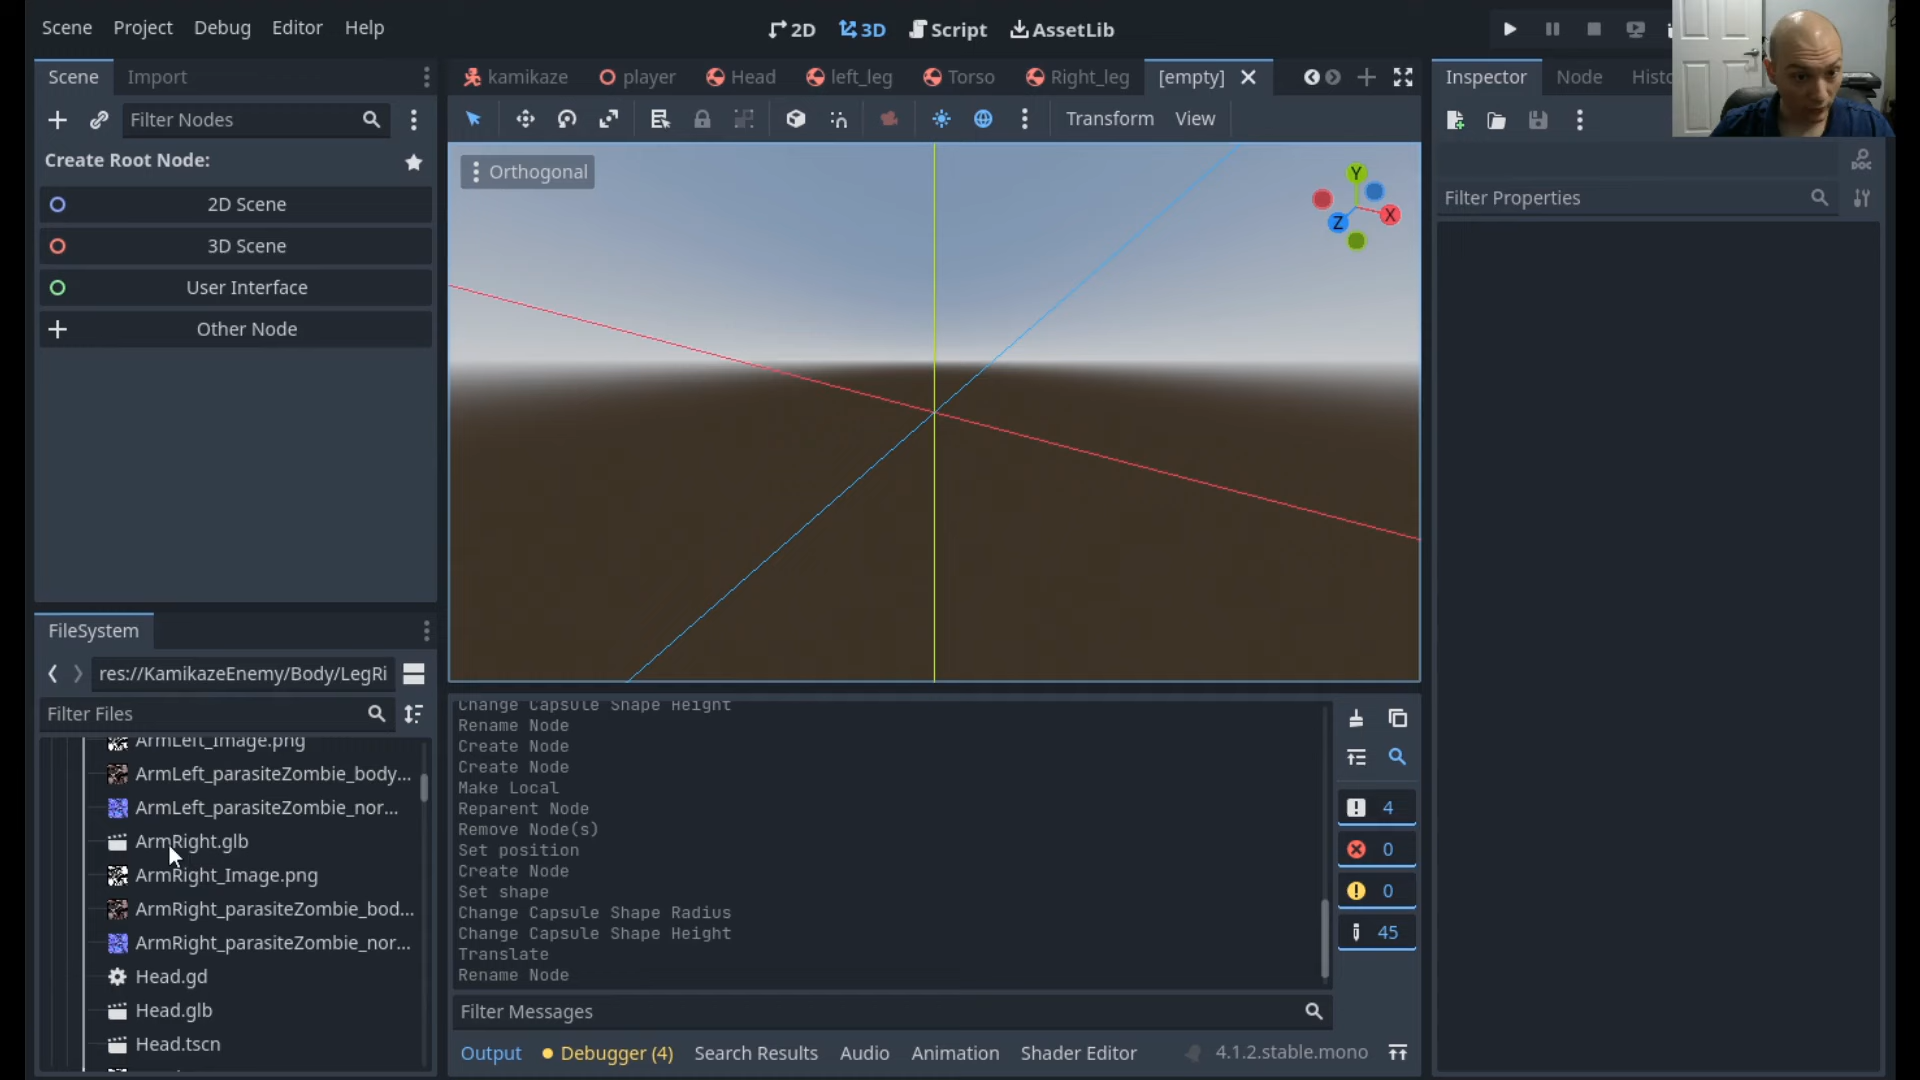 Scene Project Debug Editor Help
2D 3D Script AssetLib
Scene Import
kamikaze player Head left_leg Torso Right_leg [empty]
Inspector Node
Filter Nodes
Transform View
Create Root Node:
Orthogonal
Y
X
Z
DOC
Filter Properties
2D Scene
3D Scene
User Interface
Other Node
FileSystem
res://KamikazeEnemy/Body/LegRi
Filter Files
ArmLeft_Image.png
ArmLeft_parasiteZombie_body...
ArmLeft_parasiteZombie_nor...
ArmRight.glb
ArmRight_Image.png
ArmRight_parasiteZombie_bod...
ArmRight_parasiteZombie_nor...
Head.gd
Head.glb
Head.tscn
Change Capsule Shape Height
Rename Node
Create Node
Create Node
Make Local
Reparent Node
Remove Node(s)
Set position
Create Node
Set shape
Change Capsule Shape Radius
Change Capsule Shape Height
Translate
Rename Node
4
0
0
45
Filter Messages
Output Debugger (4) Search Results Audio Animation Shader Editor 4.1.2.stable.mono